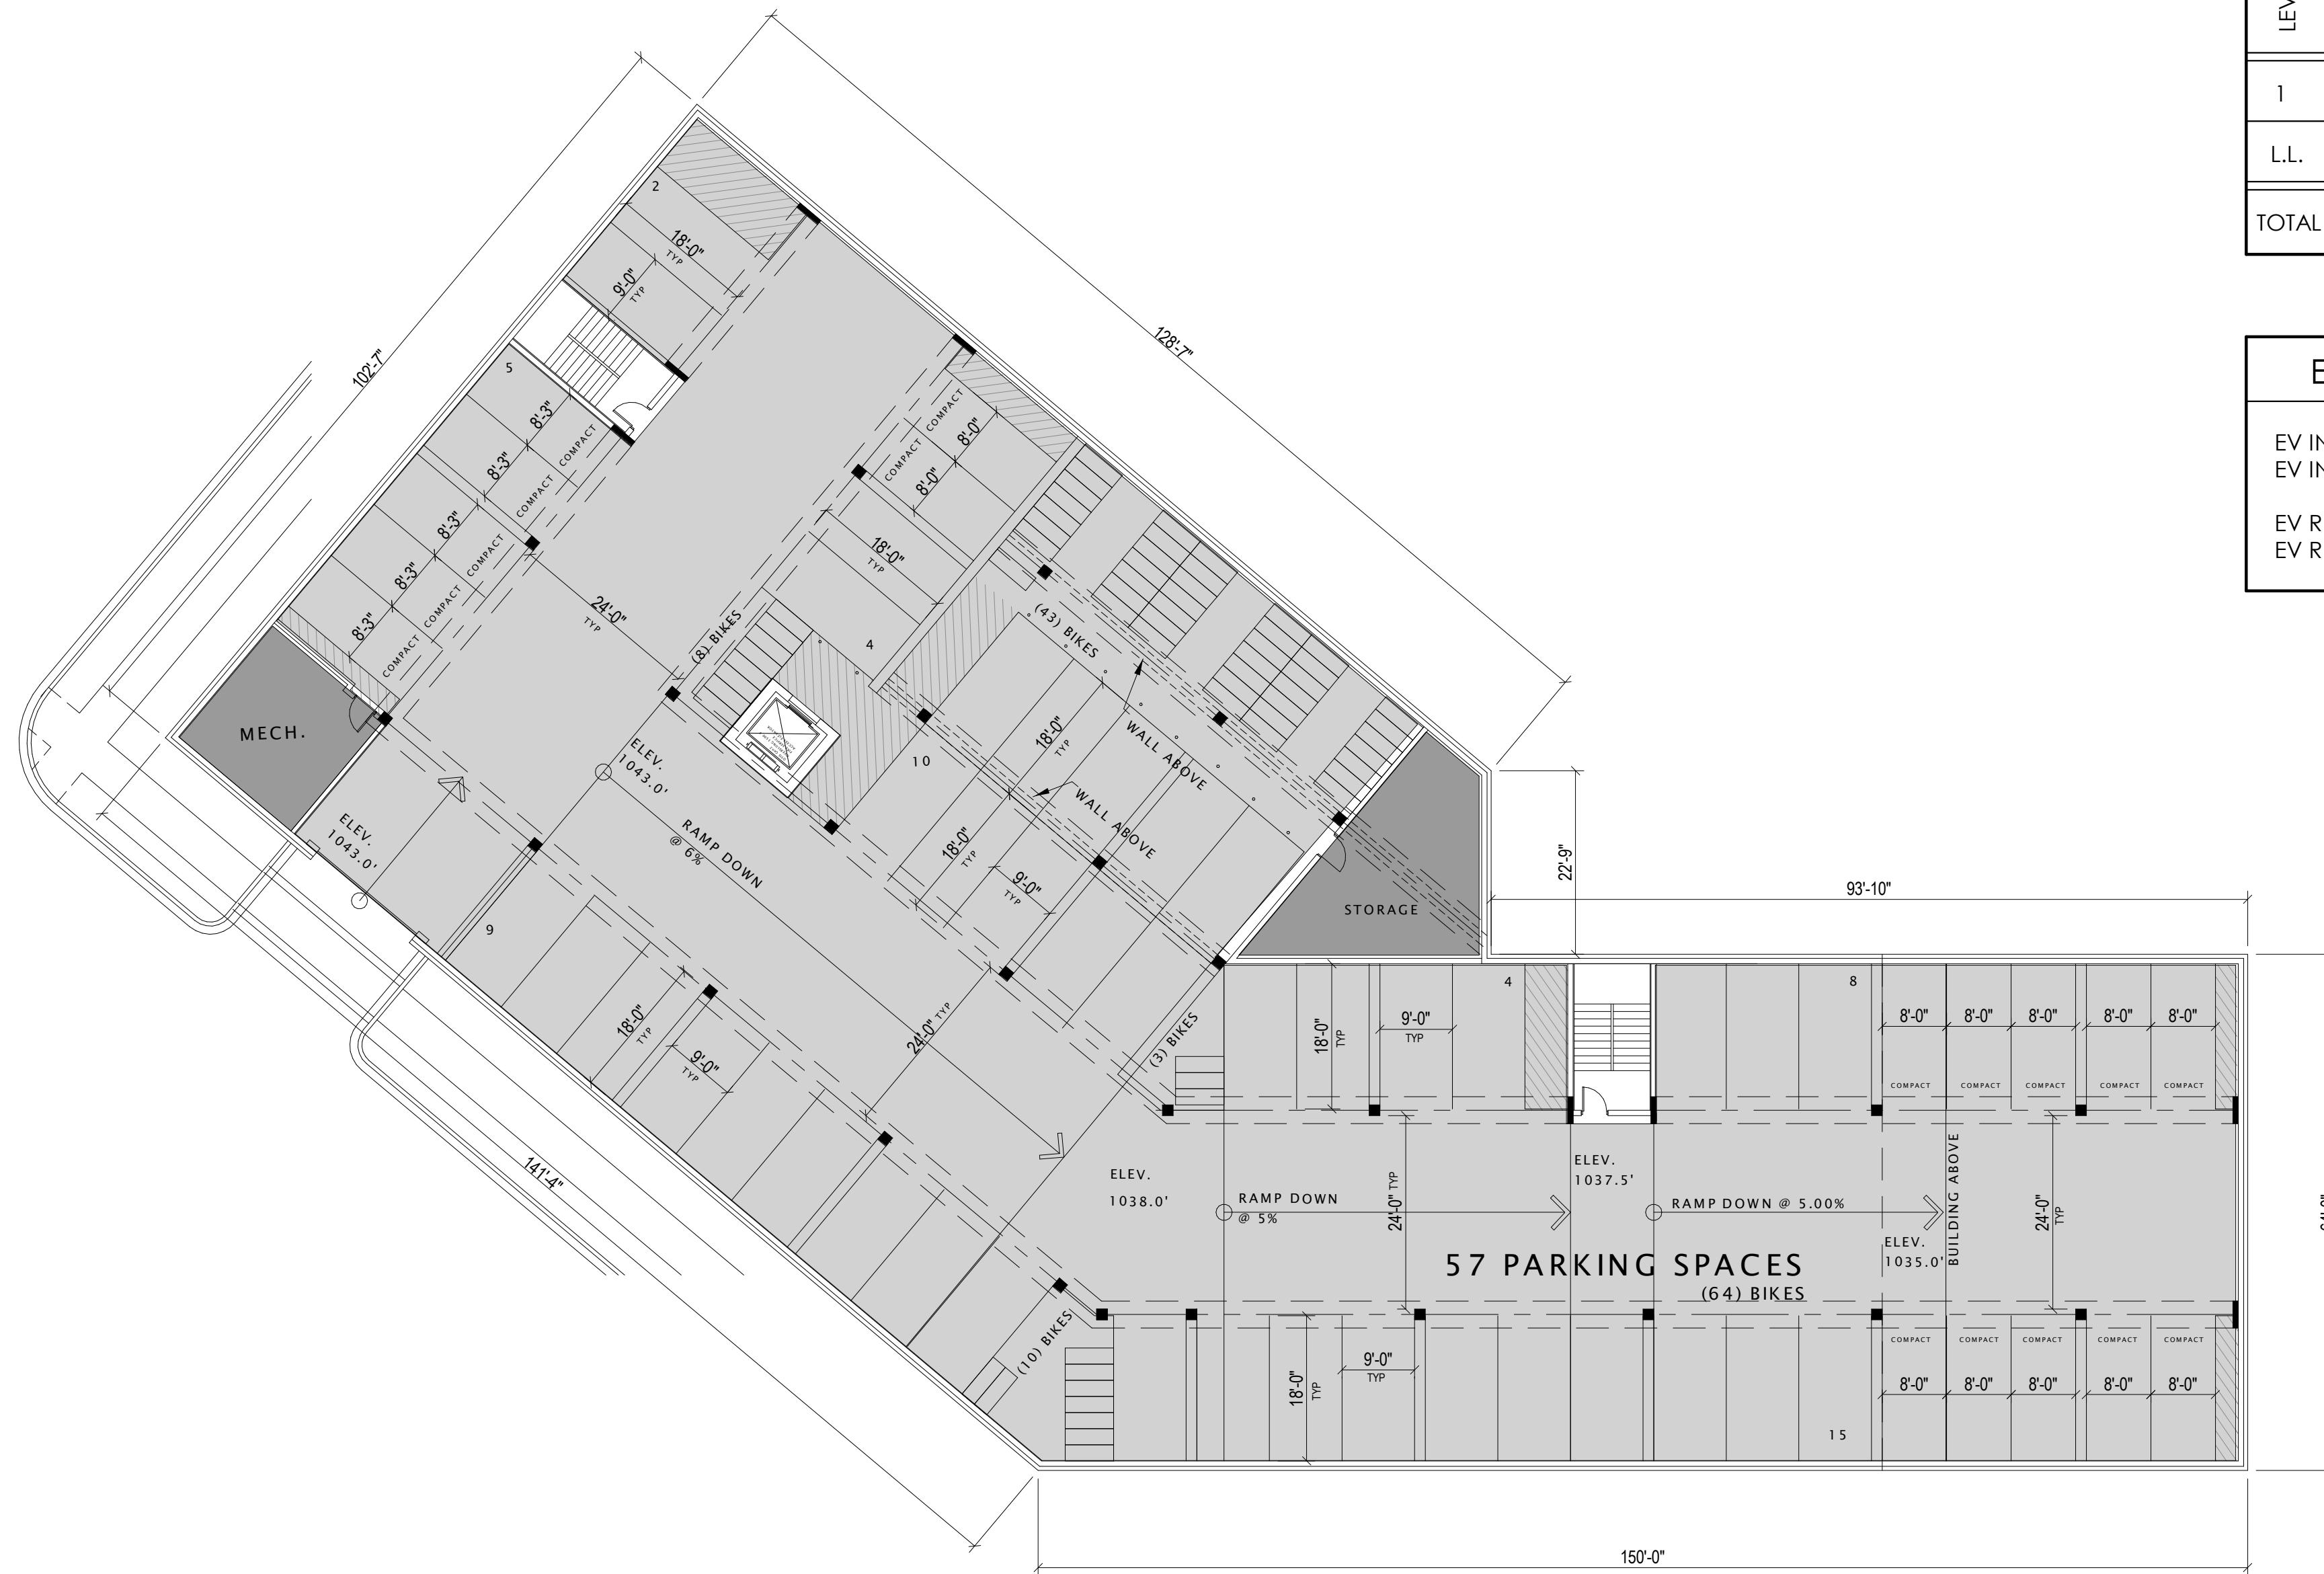 LEV
1
L.L.
TOTAL
E
EV IN
EV IN
EV R
EV R
102'-7"
128'-7"
2
18'-0"
TYP
9'-0"
TYP
5
8'-3"
COMPACT
8'-3"
COMPACT
8'-3"
COMPACT
8'-3"
COMPACT
8'-3"
COMPACT
COMPACT
8'-0"
COMPACT
8'-0"
18'-0"
TYP
4
24'-0"
TYP
(8) BIKES
(43) BIKES
MECH.
ELEV.
1043.0'
ELEV.
1043.0'
RAMP DOWN
@ 6%
10
18'-0"
TYP
18'-0"
TYP
9'-0"
TYP
WALL ABOVE
WALL ABOVE
STORAGE
22'-9"
93'-10"
9
18'-0"
TYP
9'-0"
TYP
24'-0" TYP
(3) BIKES
141'-4"
18'-0"
TYP
9'-0"
TYP
4
8
8'-0"
8'-0"
8'-0"
8'-0"
8'-0"
COMPACT
COMPACT
COMPACT
COMPACT
COMPACT
ELEV.
1038.0'
RAMP DOWN
@ 5%
24'-0" TYP
ELEV.
1037.5'
RAMP DOWN @ 5.00%
ELEV.
1035.0'
BUILDING ABOVE
24'-0"
TYP
57 PARKING SPACES
(64) BIKES
(10) BIKES
18'-0"
TYP
9'-0"
TYP
COMPACT
COMPACT
COMPACT
COMPACT
COMPACT
8'-0"
8'-0"
8'-0"
8'-0"
8'-0"
15
150'-0"